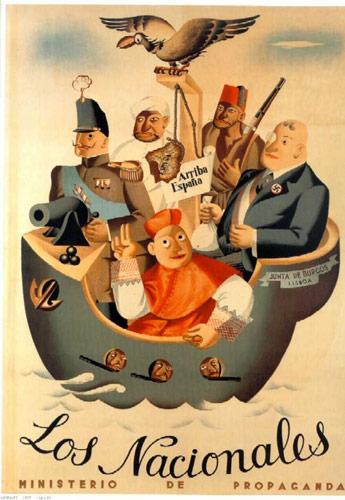 Arriba
España
JUNTA DE BURGOS
LISBOA
Los Nacionales
MINISTERIO DE PROPAGANDA